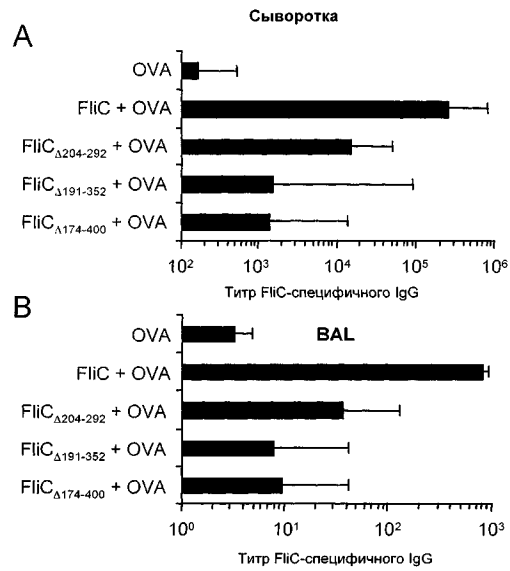 Сыворотка
A
OVA
FliC + OVA
FliCΔ204-292 + OVA
FliCΔ191-352 + OVA
FliCΔ174-400 + OVA
10² 10³ 10⁴ 10⁵ 10⁶
Титр FliC-специфичного IgG
B
BAL
OVA
FliC + OVA
FliCΔ204-292 + OVA
FliCΔ191-352 + OVA
FliCΔ174-400 + OVA
10⁰ 10¹ 10² 10³
Титр FliC-специфичного IgG